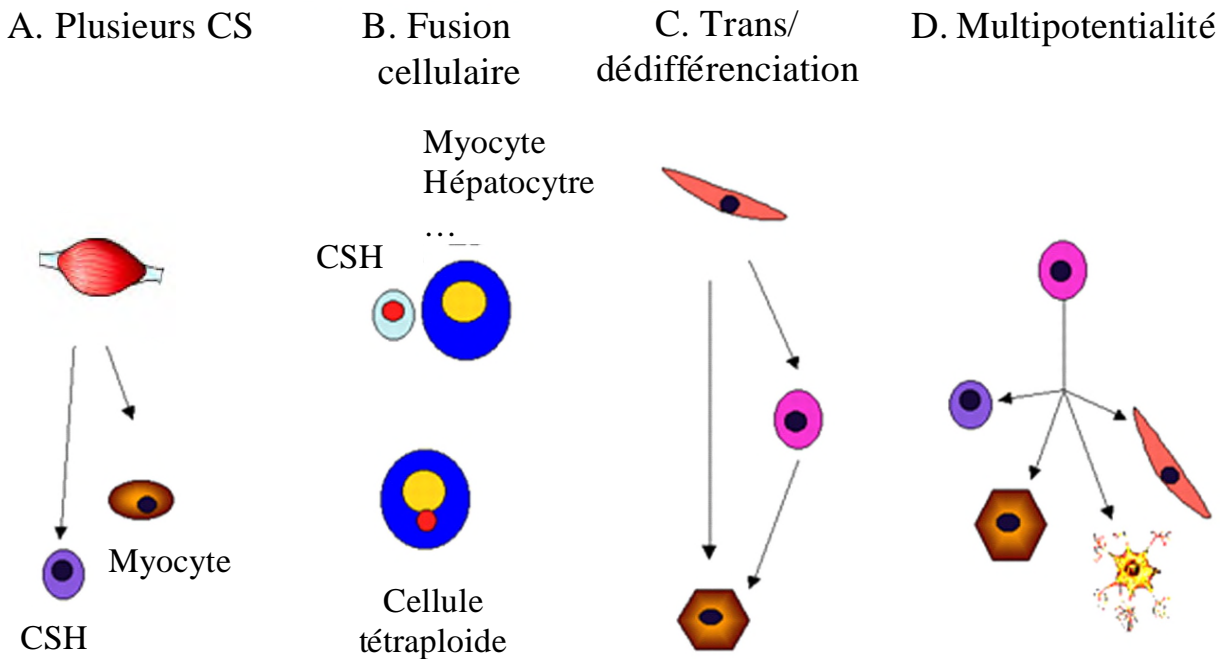 A. Plusieurs CS
B. Fusion
cellulaire
C. Trans/
dédifférenciation
D. Multipotentialité
Myocyte
Hépatocytre
…
CSH
Myocyte
CSH
Cellule
tétraploide